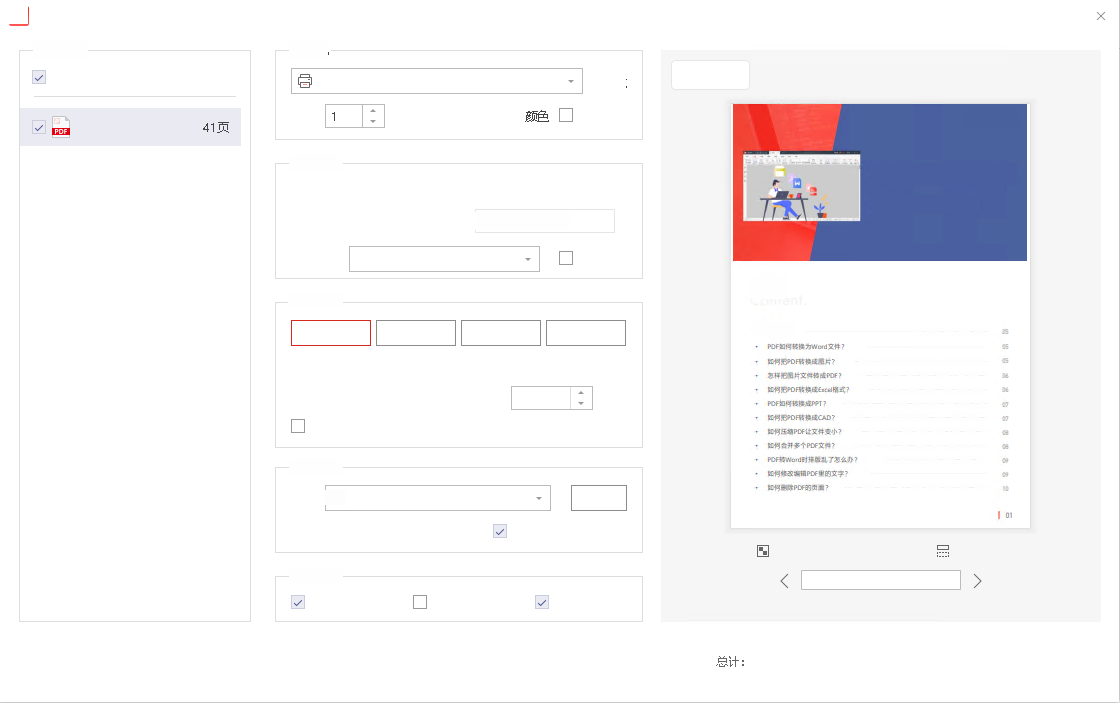 PDF
41页
1
颜色
Content.
05
PDF如何转换为Word文件? 05
如何把PDF转换成图片? 05
怎样把图片文件转成PDF? 06
如何把PDF转换成Excel格式? 06
PDF如何转换成PPT? 07
如何把PDF转换成CAD? 07
如何压缩PDF让文件变小? 08
如何合并多个PDF文件? 08
PDF转Word时排版乱了怎么办? 09
如何修改编辑PDF里的文字? 09
如何删除PDF的页面? 10
01
总计：